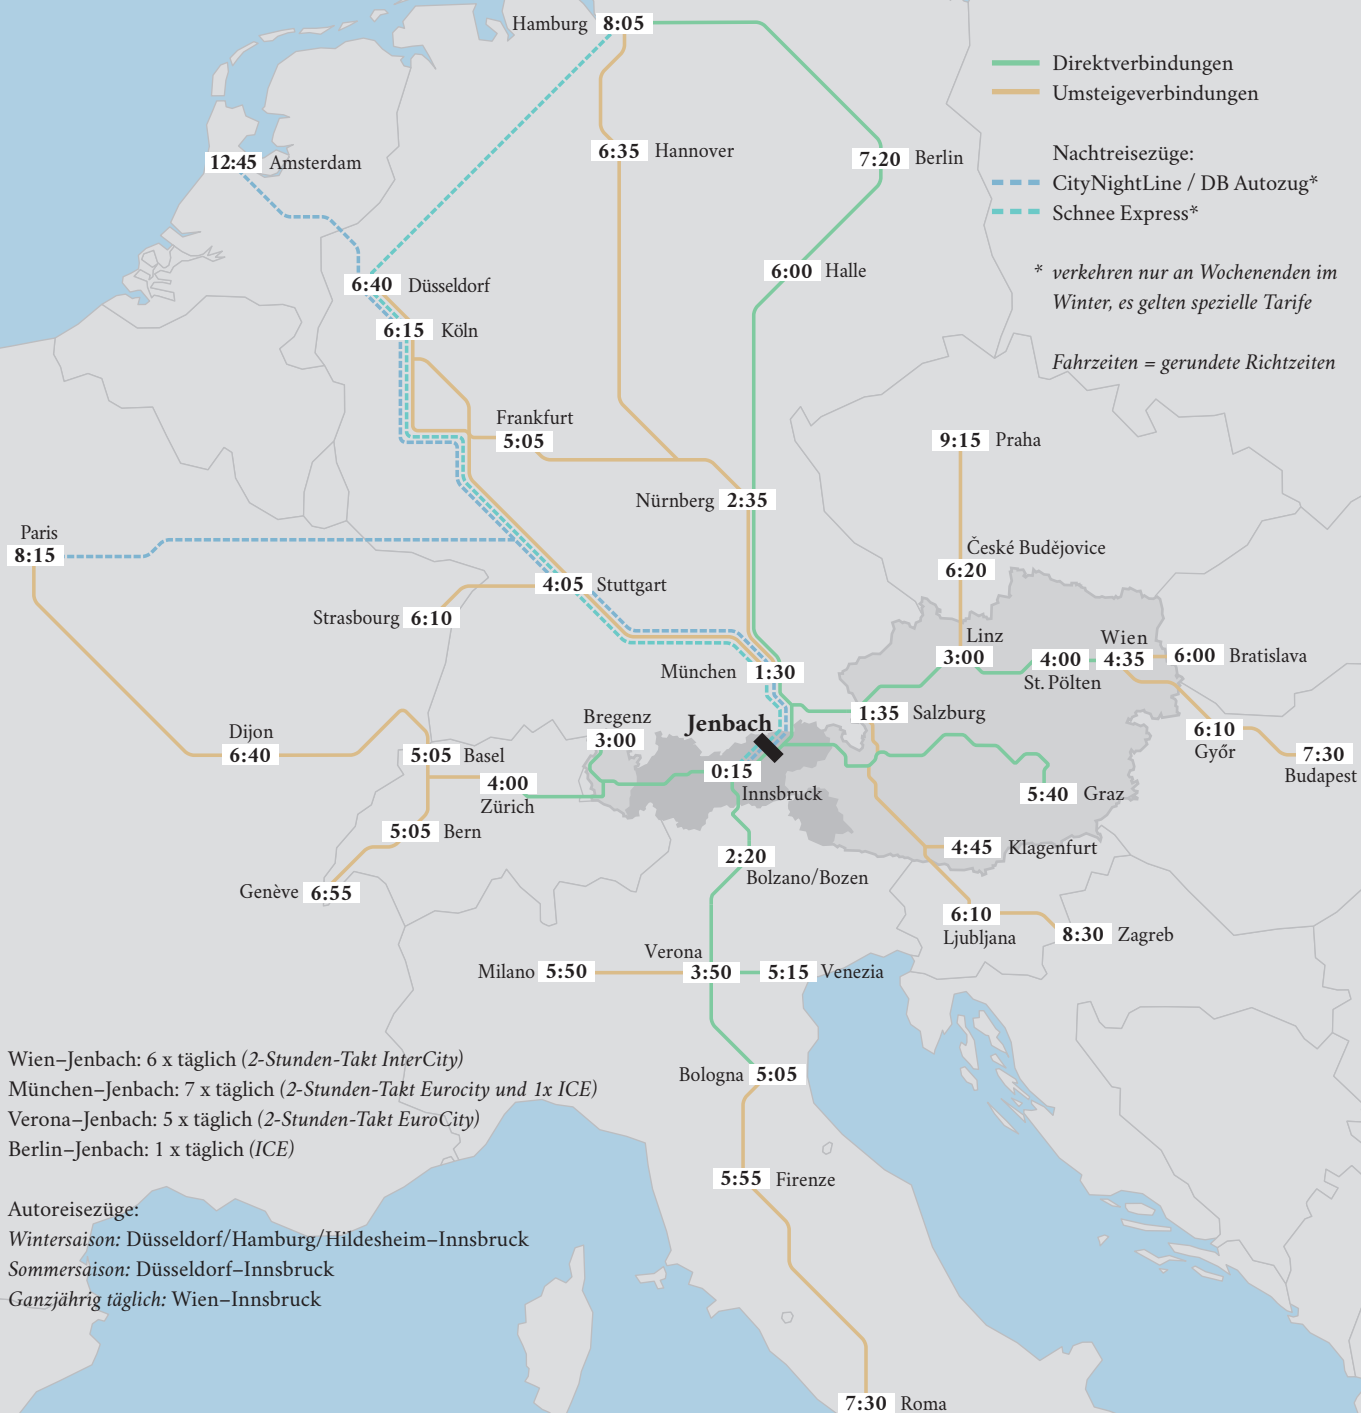 Hamburg 8:05
Direktverbindungen
Umsteigeverbindungen
12:45 Amsterdam
6:35 Hannover
7:20 Berlin
Nachtreisezüge:
CityNightLine / DB Autozug*
Schnee Express*
6:00 Halle
* verkehren nur an Wochenenden im
Winter, es gelten spezielle Tarife
6:40 Düsseldorf
6:15 Köln
Fahrzeiten = gerundete Richtzeiten
Frankfurt
5:05
9:15 Praha
Nürnberg 2:35
Paris
8:15
České Budějovice
6:20
4:05 Stuttgart
Strasbourg 6:10
Linz
3:00
Wien
4:35
4:00
St. Pölten
6:00 Bratislava
München 1:30
Bregenz
3:00
Jenbach
1:35 Salzburg
Dijon
6:40
5:05 Basel
6:10
Győr
7:30
Budapest
4:00
Zürich
0:15
Innsbruck
5:40 Graz
5:05 Bern
4:45 Klagenfurt
2:20
Bolzano/Bozen
Genève 6:55
6:10
Ljubljana
8:30 Zagreb
Verona
Milano 5:50
3:50
5:15 Venezia
Wien–Jenbach: 6 x täglich (2-Stunden-Takt InterCity)
München–Jenbach: 7 x täglich (2-Stunden-Takt Eurocity und 1x ICE)
Verona–Jenbach: 5 x täglich (2-Stunden-Takt EuroCity)
Berlin–Jenbach: 1 x täglich (ICE)
Bologna 5:05
5:55 Firenze
Autoreisezüge:
Wintersaison: Düsseldorf/Hamburg/Hildesheim–Innsbruck
Sommersaison: Düsseldorf–Innsbruck
Ganzjährig täglich: Wien–Innsbruck
7:30 Roma